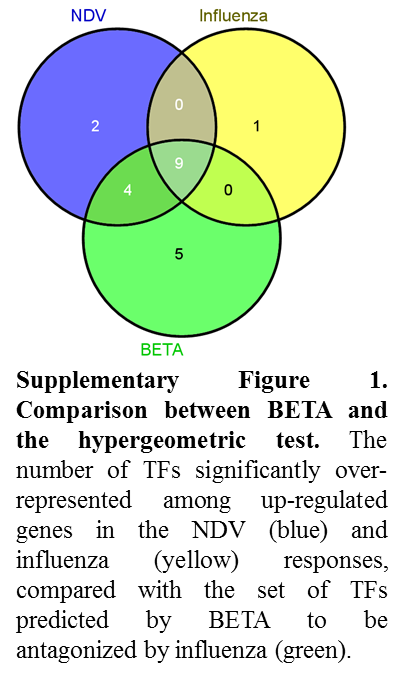 NDV Influenza
0
2 1
9
4 0
5
BETA
Supplementary Figure 1.
Comparison between BETA and
the hypergeometric test. The
number of TFs significantly over-
represented among up-regulated
genes in the NDV (blue) and
influenza (yellow) responses,
compared with the set of TFs
predicted by BETA to be
antagonized by influenza (green).